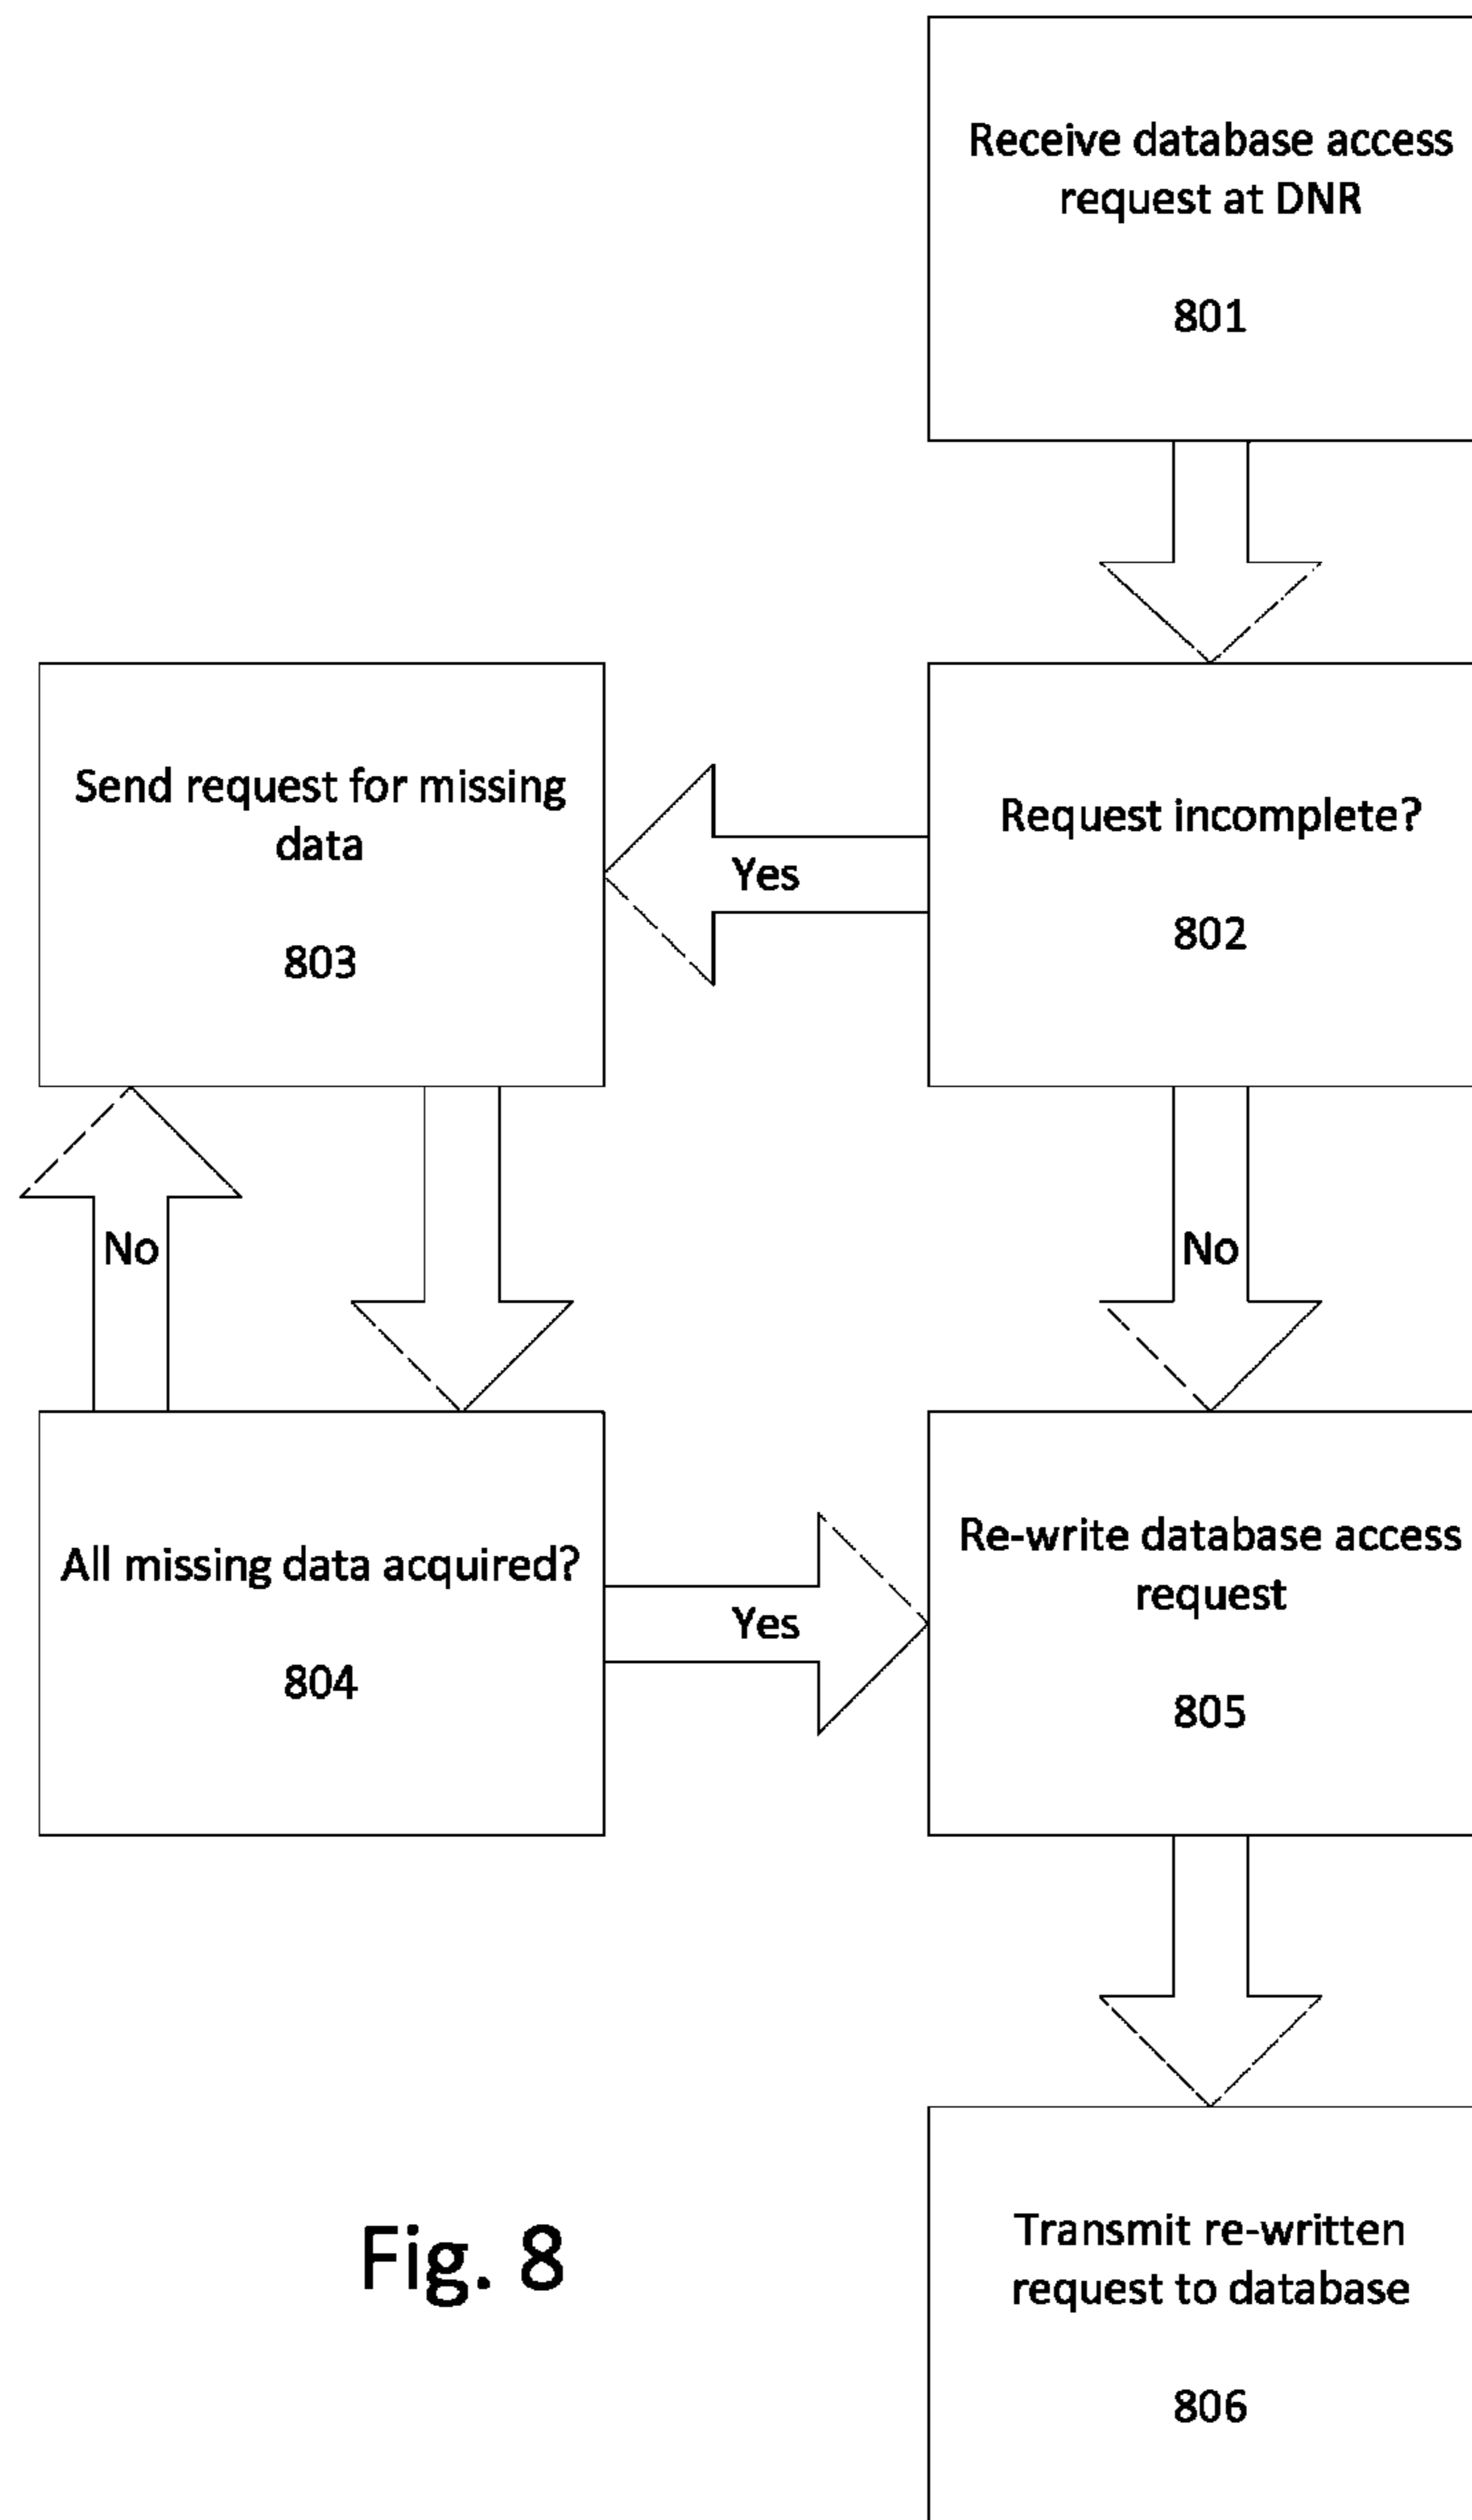 Receive database access
request at DNR
801
Request incomplete?
802
Yes
Send request for missing
data
803
No
No
All missing data acquired?
804
Yes
Re-write database access
request
805
Transmit re-written
request to database
806
Fig. 8